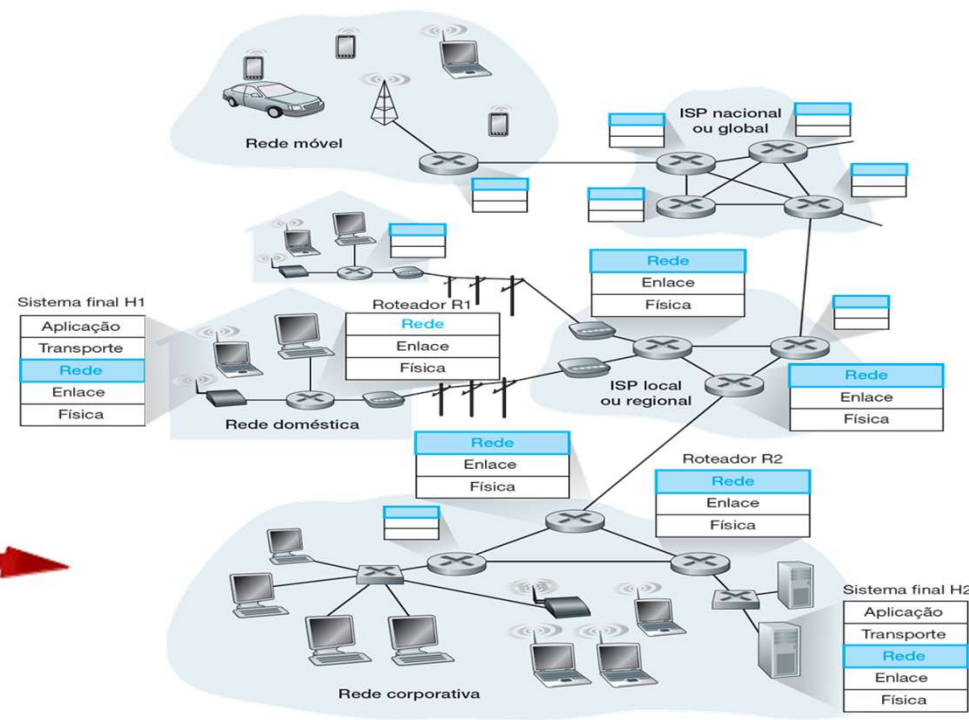 ISP nacional
ou global
Rede móvel
Rede
Enlace
Física
Sistema final H1
Aplicação
Transporte
Rede
Enlace
Física
Roteador R1
Rede
Enlace
Física
ISP local
ou regional
Rede
Enlace
Física
Rede doméstica
Rede
Enlace
Física
Roteador R2
Rede
Enlace
Física
Sistema final H2
Aplicação
Transporte
Rede
Enlace
Física
Rede corporativa